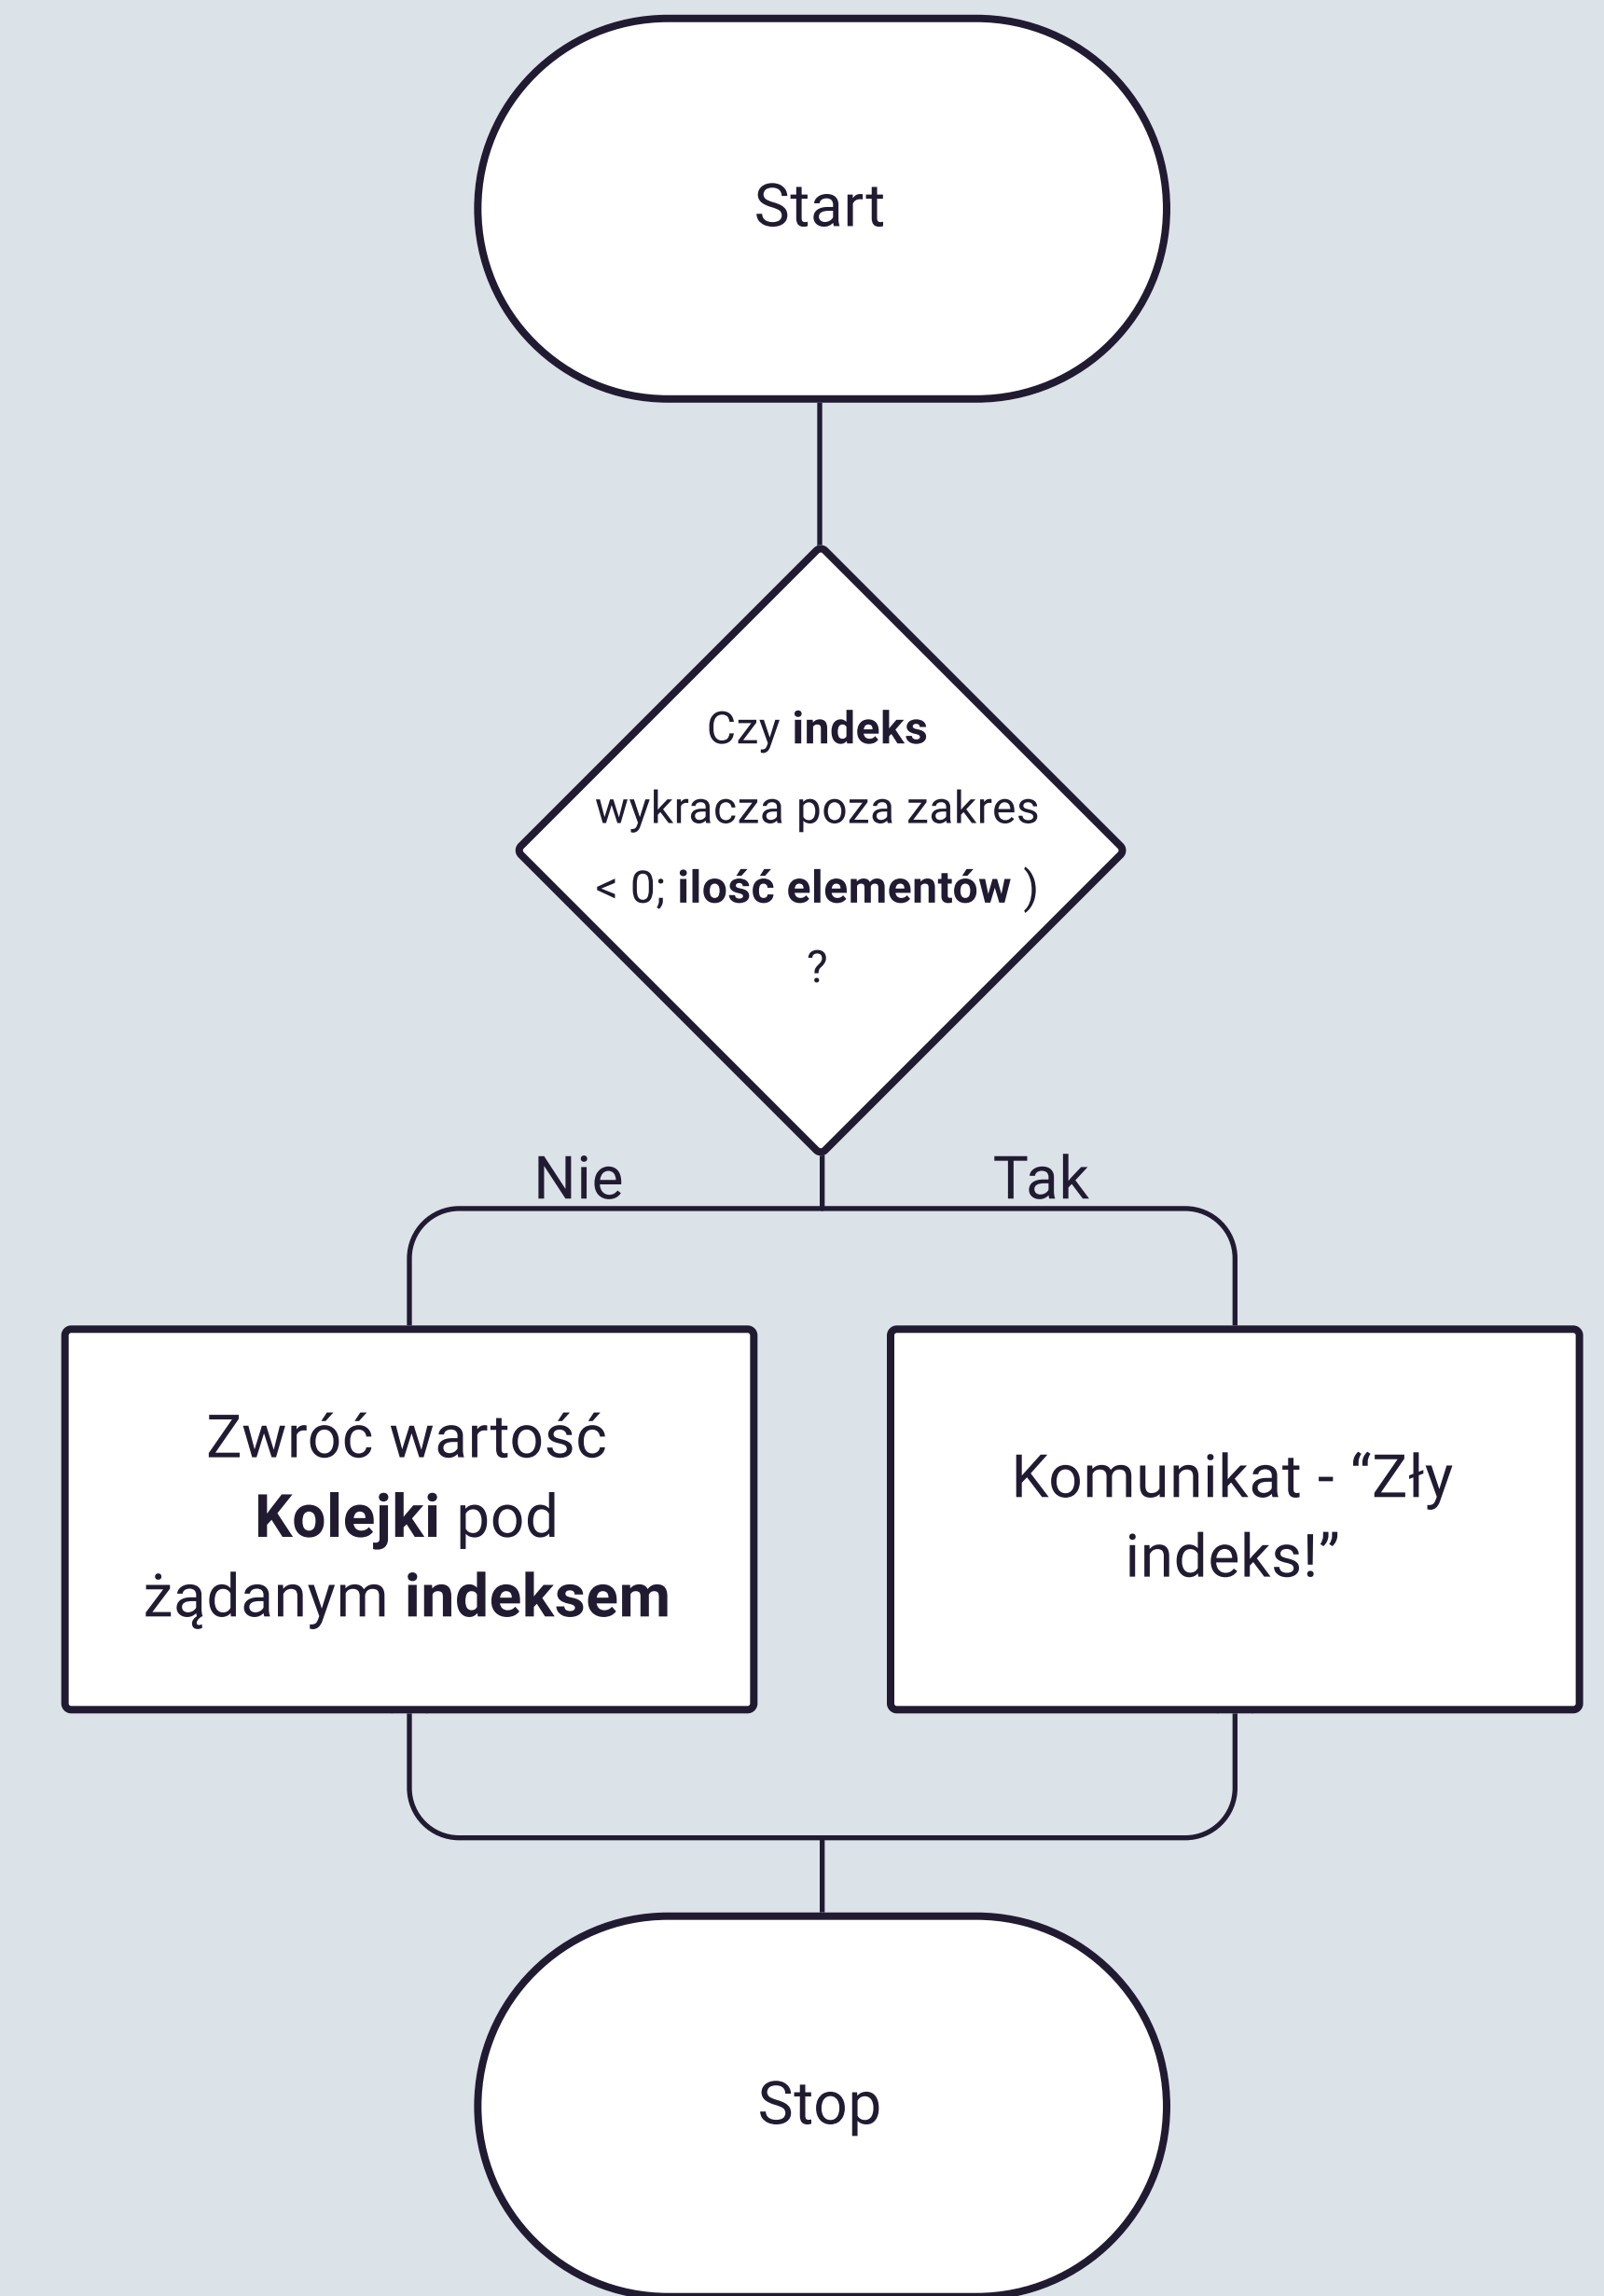 Start
Czy indeks
wykracza poza zakres
< 0; ilość elementów )
?
Nie
Tak
Zwróć wartość
Kolejki pod
żądanym indeksem
Komunikat - “Zły
indeks!”
Stop